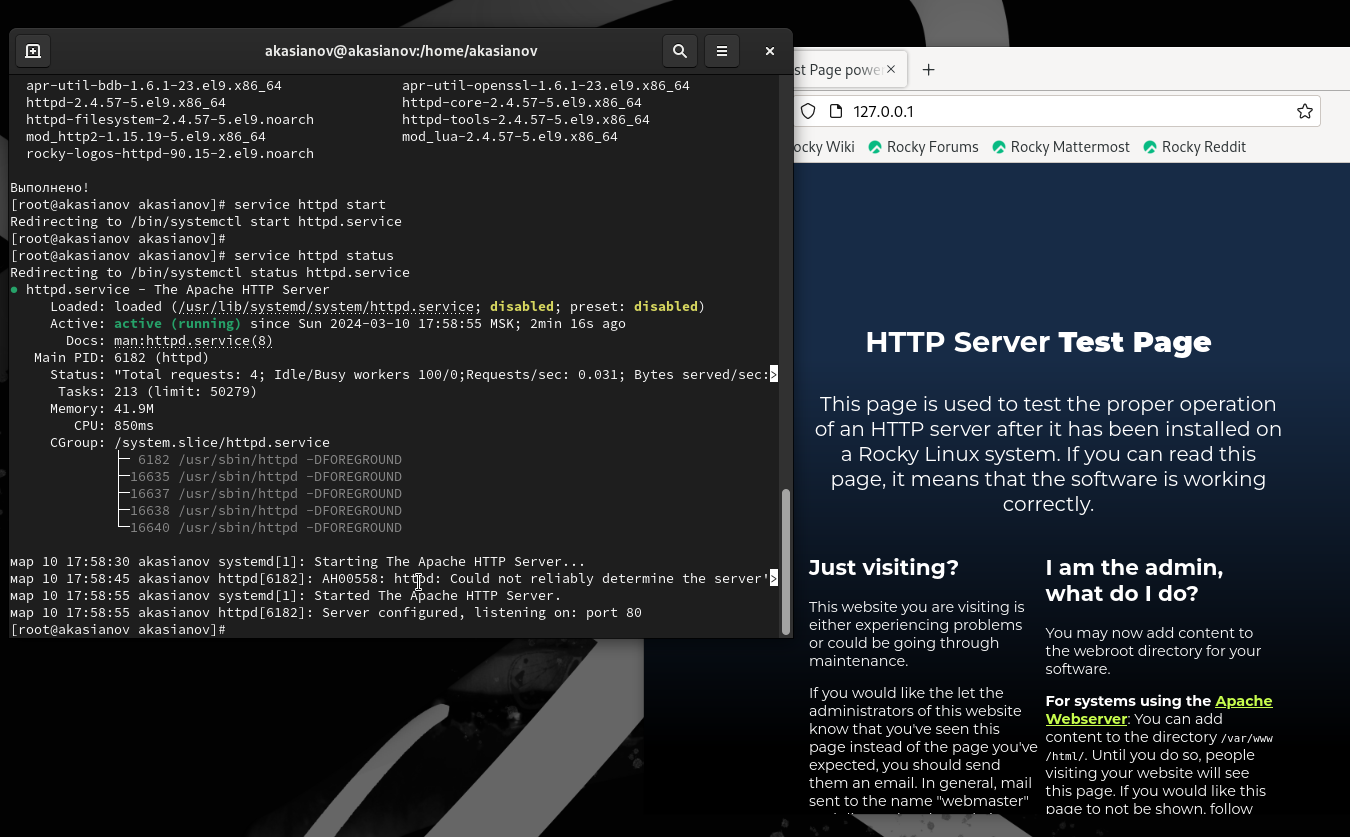 akasianov@akasianov:/home/akasianov
apr-util-bdb-1.6.1-23.el9.x86_64 apr-util-openssl-1.6.1-23.el9.x86_64
httpd-2.4.57-5.el9.x86_64 httpd-core-2.4.57-5.el9.x86_64
httpd-filesystem-2.4.57-5.el9.noarch httpd-tools-2.4.57-5.el9.x86_64
mod_http2-1.15.19-5.el9.x86_64 mod_lua-2.4.57-5.el9.x86_64
rocky-logos-httpd-90.15-2.el9.noarch
Выполнено!
[root@akasianov akasianov]# service httpd start
Redirecting to /bin/systemctl start httpd.service
[root@akasianov akasianov]#
[root@akasianov akasianov]# service httpd status
Redirecting to /bin/systemctl status httpd.service
● httpd.service - The Apache HTTP Server
Loaded: loaded (/usr/lib/systemd/system/httpd.service; disabled; preset: disabled)
Active: active (running) since Sun 2024-03-10 17:58:55 MSK; 2min 16s ago
Docs: man:httpd.service(8)
Main PID: 6182 (httpd)
Status: "Total requests: 4; Idle/Busy workers 100/0;Requests/sec: 0.031; Bytes served/sec:>
Tasks: 213 (limit: 50279)
Memory: 41.9M
CPU: 850ms
CGroup: /system.slice/httpd.service
├─ 6182 /usr/sbin/httpd -DFOREGROUND
├─16635 /usr/sbin/httpd -DFOREGROUND
├─16637 /usr/sbin/httpd -DFOREGROUND
├─16638 /usr/sbin/httpd -DFOREGROUND
└─16640 /usr/sbin/httpd -DFOREGROUND
мар 10 17:58:30 akasianov systemd[1]: Starting The Apache HTTP Server...
мар 10 17:58:45 akasianov httpd[6182]: AH00558: httpd: Could not reliably determine the server'>
мар 10 17:58:55 akasianov systemd[1]: Started The Apache HTTP Server.
мар 10 17:58:55 akasianov httpd[6182]: Server configured, listening on: port 80
[root@akasianov akasianov]#
st Page power
127.0.0.1
ocky Wiki Rocky Forums Rocky Mattermost Rocky Reddit
HTTP Server Test Page
This page is used to test the proper operation
of an HTTP server after it has been installed on
a Rocky Linux system. If you can read this
page, it means that the software is working
correctly.
Just visiting?
This website you are visiting is
either experiencing problems
or could be going through
maintenance.
If you would like the let the
administrators of this website
know that you've seen this
page instead of the page you've
expected, you should send
them an email. In general, mail
sent to the name "webmaster"
I am the admin,
what do I do?
You may now add content to
the webroot directory for your
software.
For systems using the Apache
Webserver: You can add
content to the directory /var/www
/html/. Until you do so, people
visiting your website will see
this page. If you would like this
page to not be shown, follow